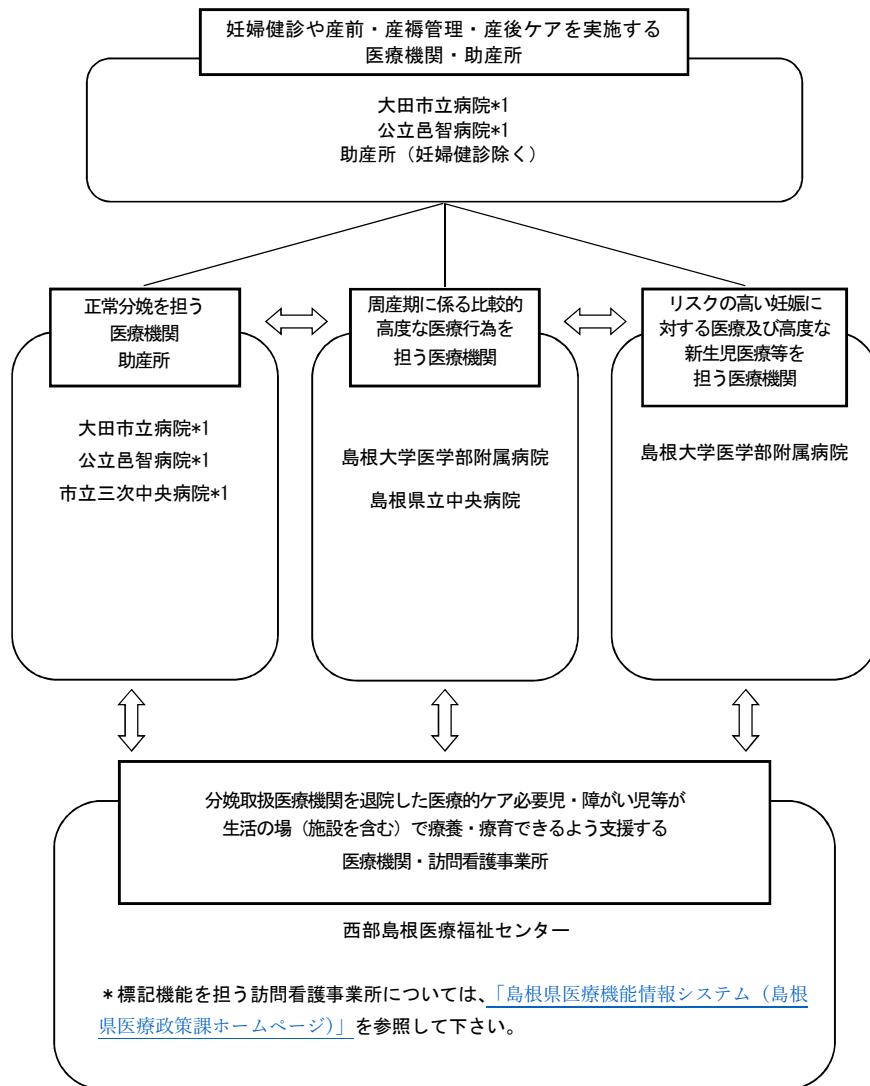 妊婦健診や産前・産褥管理・産後ケアを実施する
医療機関・助産所
大田市立病院*1
公立邑智病院*1
助産所（妊婦健診除く）
正常分娩を担う
医療機関
助産所
大田市立病院*1
公立邑智病院*1
市立三次中央病院*1
周産期に係る比較的
高度な医療行為を
担う医療機関
島根大学医学部附属病院
島根県立中央病院
リスクの高い妊娠に
対する医療及び高度な
新生児医療等を
担う医療機関
島根大学医学部附属病院
分娩取扱医療機関を退院した医療的ケア必要児・障がい児等が
生活の場（施設を含む）で療養・療育できるよう支援する
医療機関・訪問看護事業所
西部島根医療福祉センター
＊標記機能を担う訪問看護事業所については、「島根県医療機能情報システム（島根
県医療政策課ホームページ）」を参照して下さい。